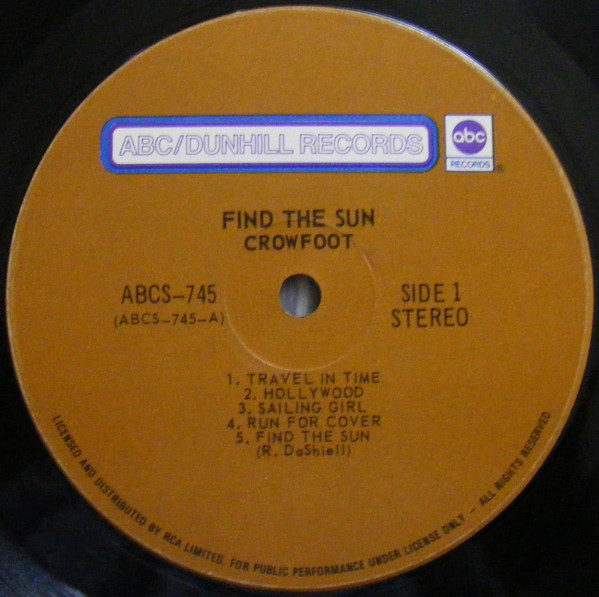 ABC/DUNHILL RECORDS
abc
RECORDS
®
FIND THE SUN
CROWFOOT
ABCS-745
(ABCS-745-A)
SIDE 1
STEREO
1. TRAVEL IN TIME
2. HOLLYWOOD
3. SAILING GIRL
4. RUN FOR COVER
5. FIND THE SUN
(R. DaShiell)
LICENSED AND DISTRIBUTED BY RCA LIMITED. FOR PUBLIC PERFORMANCE UNDER LICENSE ONLY - ALL RIGHTS RESERVED.